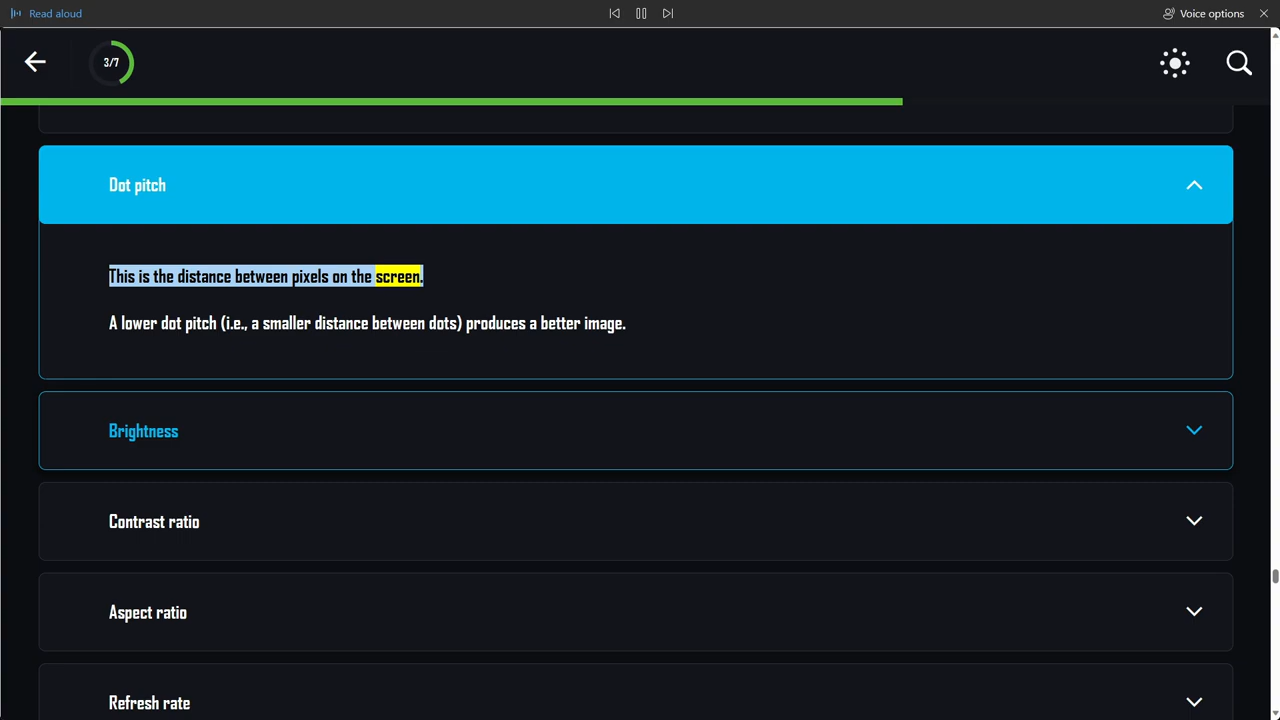 Read aloud
Voice options
3/7
Dot pitch
This is the distance between pixels on the screen.
A lower dot pitch (i.e., a smaller distance between dots) produces a better image.
Brightness
Contrast ratio
Aspect ratio
Refresh rate